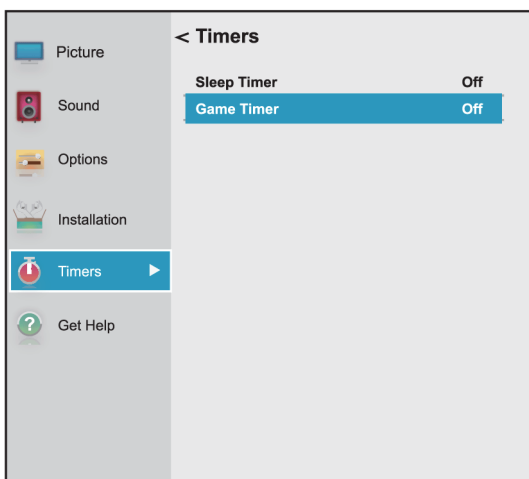 Picture
Sound
Options
Installation
Timers
Get Help
< Timers
Sleep Timer Off
Game Timer Off